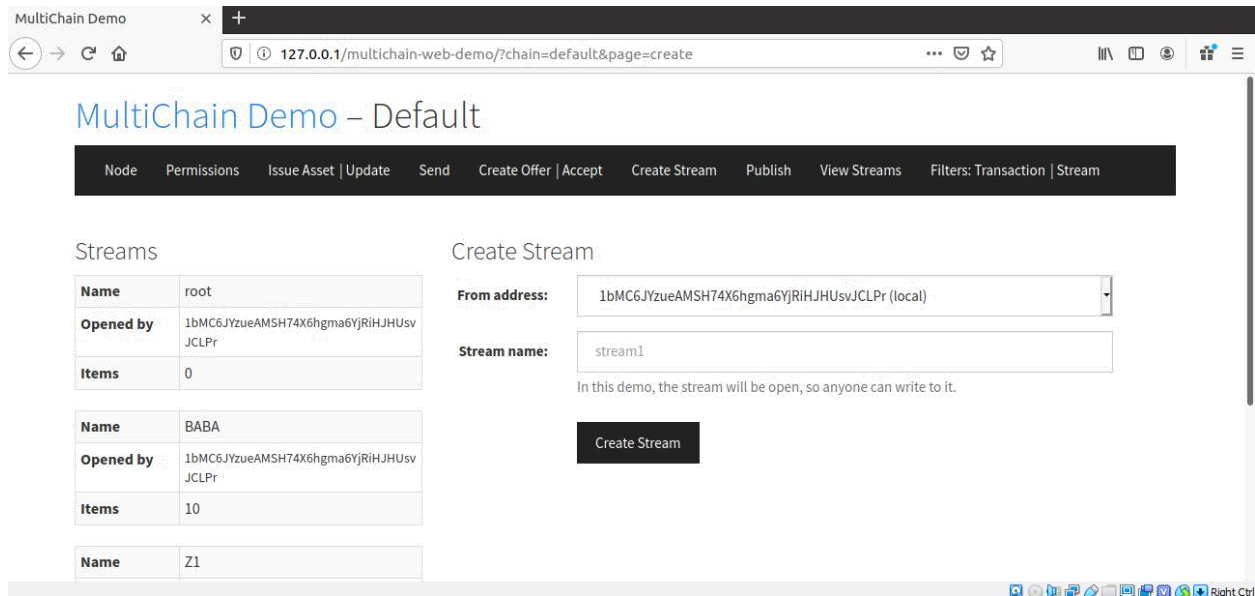 MultiChain Demo
127.0.0.1/multichain-web-demo/?chain=default&page=create
MultiChain Demo – Default
Node Permissions Issue Asset | Update Send Create Offer | Accept Create Stream Publish View Streams Filters: Transaction | Stream
Streams
Name root
Opened by 1bMC6JYzueAMSH74X6hgma6YjRiHJHUsv
JCLPr
Items 0
Name BABA
Opened by 1bMC6JYzueAMSH74X6hgma6YjRiHJHUsv
JCLPr
Items 10
Name Z1
Create Stream
From address: 1bMC6JYzueAMSH74X6hgma6YjRiHJHUsvJCLPr (local)
Stream name: stream1
In this demo, the stream will be open, so anyone can write to it.
Create Stream
Right Ctrl